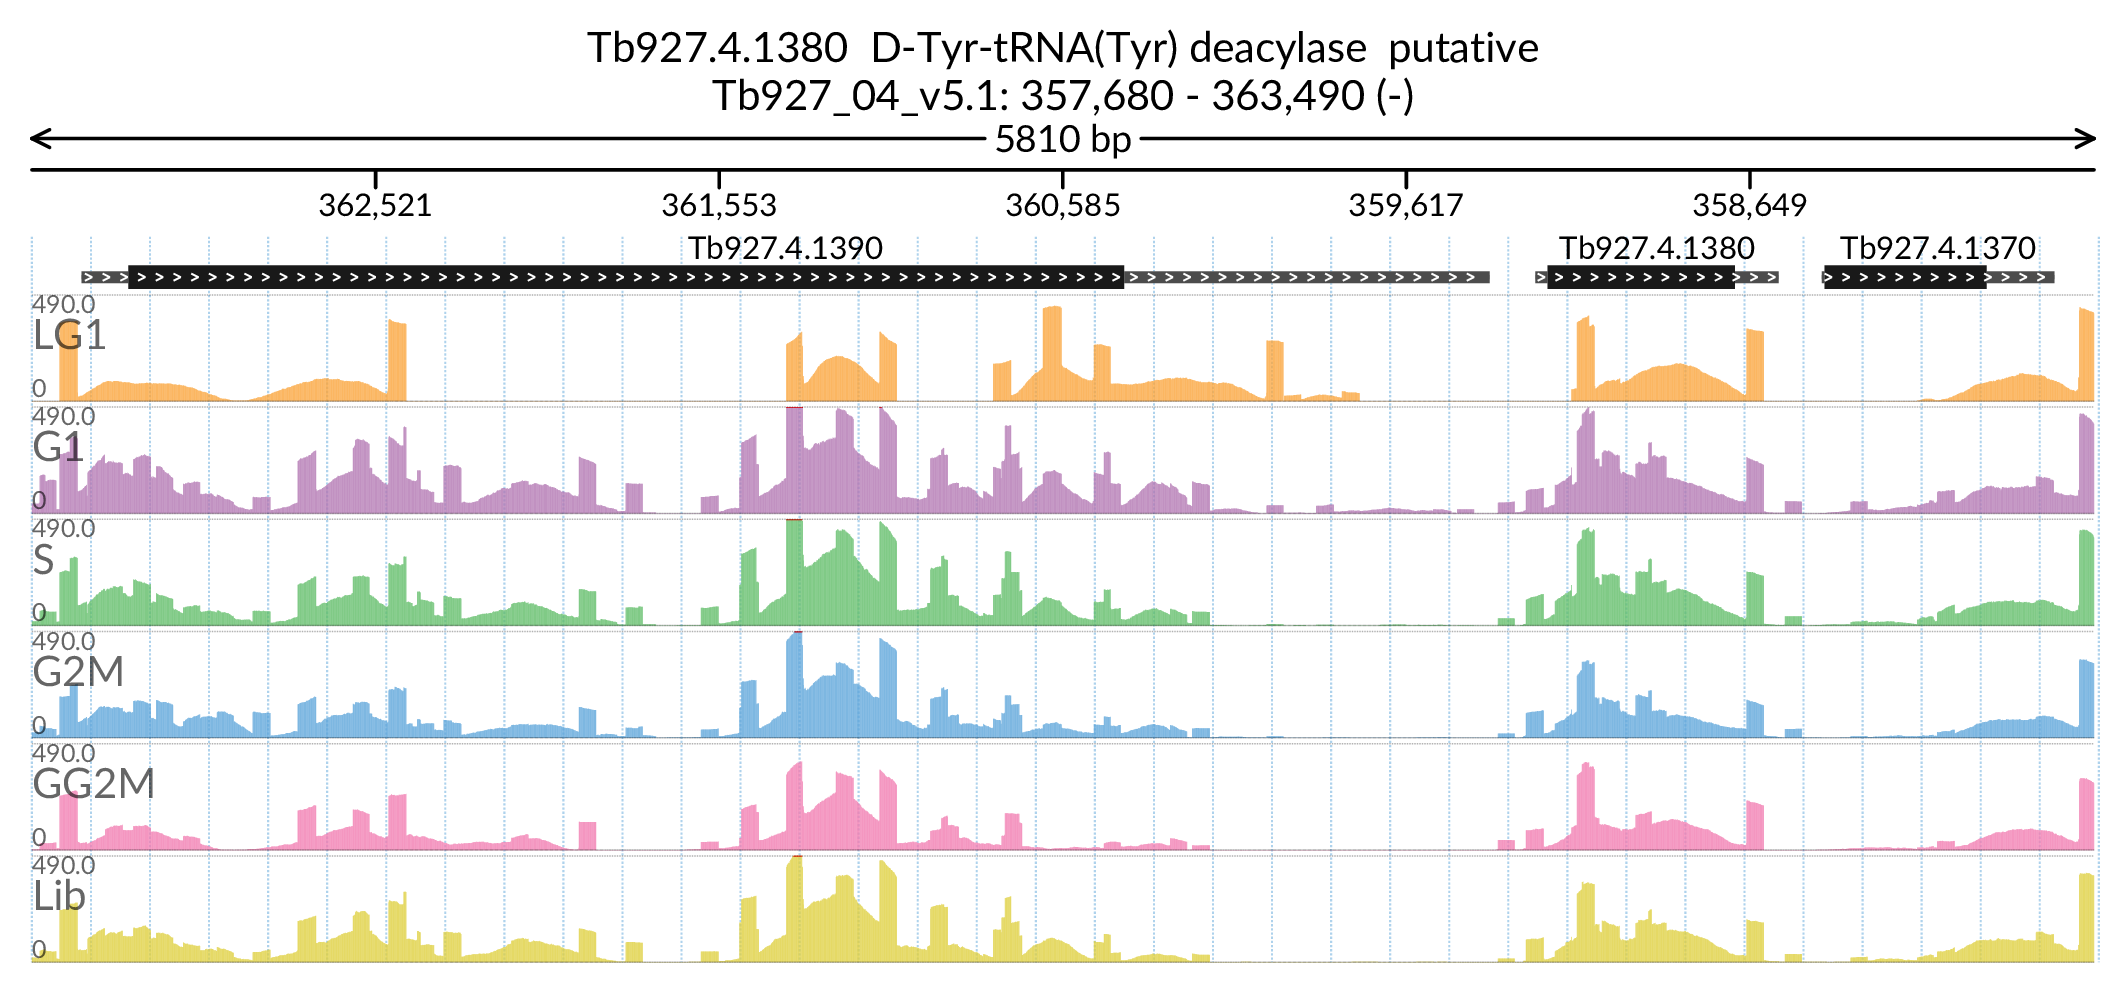 Tb927.4.1380  D-Tyr-tRNA(Tyr) deacylase  putative
Tb927_04_v5.1: 357,680 - 363,490 (-)
5810 bp
362,521 361,553 360,585 359,617 358,649
Tb927.4.1390 Tb927.4.1380 Tb927.4.1370
490.0
LG1
0
490.0
G1
0
490.0
S
0
490.0
G2M
0
490.0
GG2M
0
490.0
Lib
0